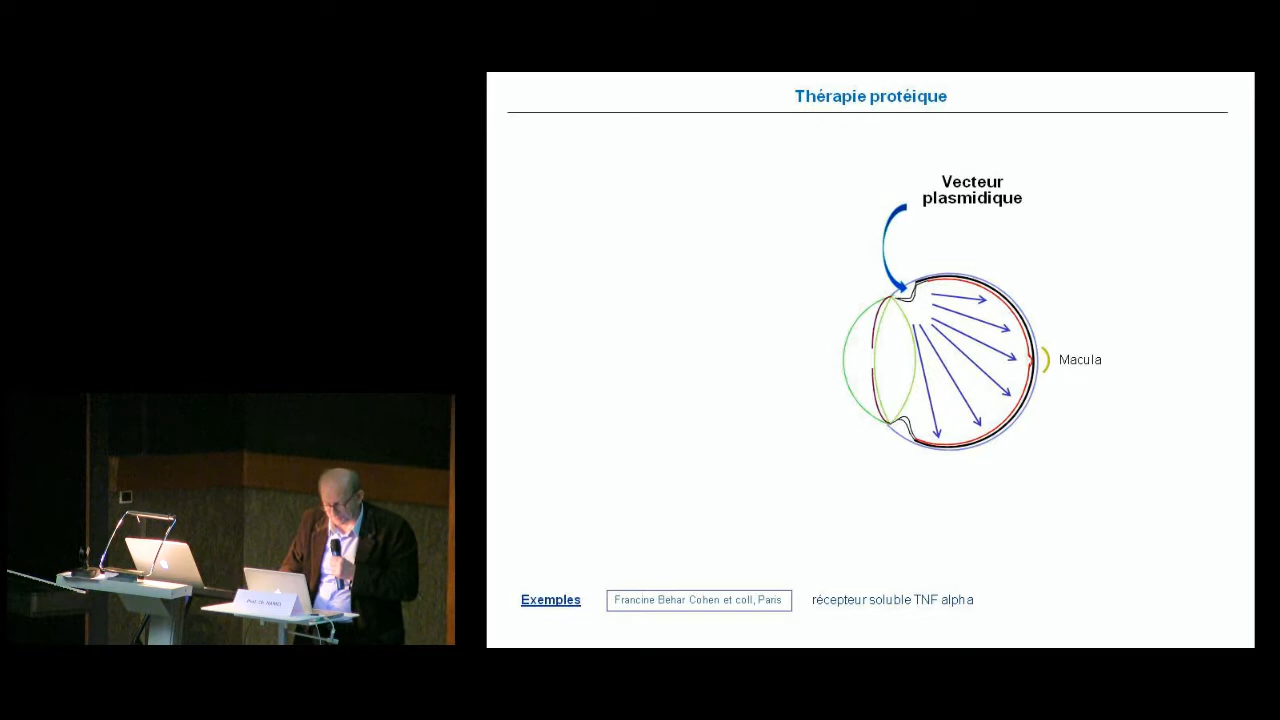 Thérapie protéique
Vecteur
plasmidique
Macula
Exemples
Francine Behar Cohen et coll, Paris
récepteur soluble TNF alpha